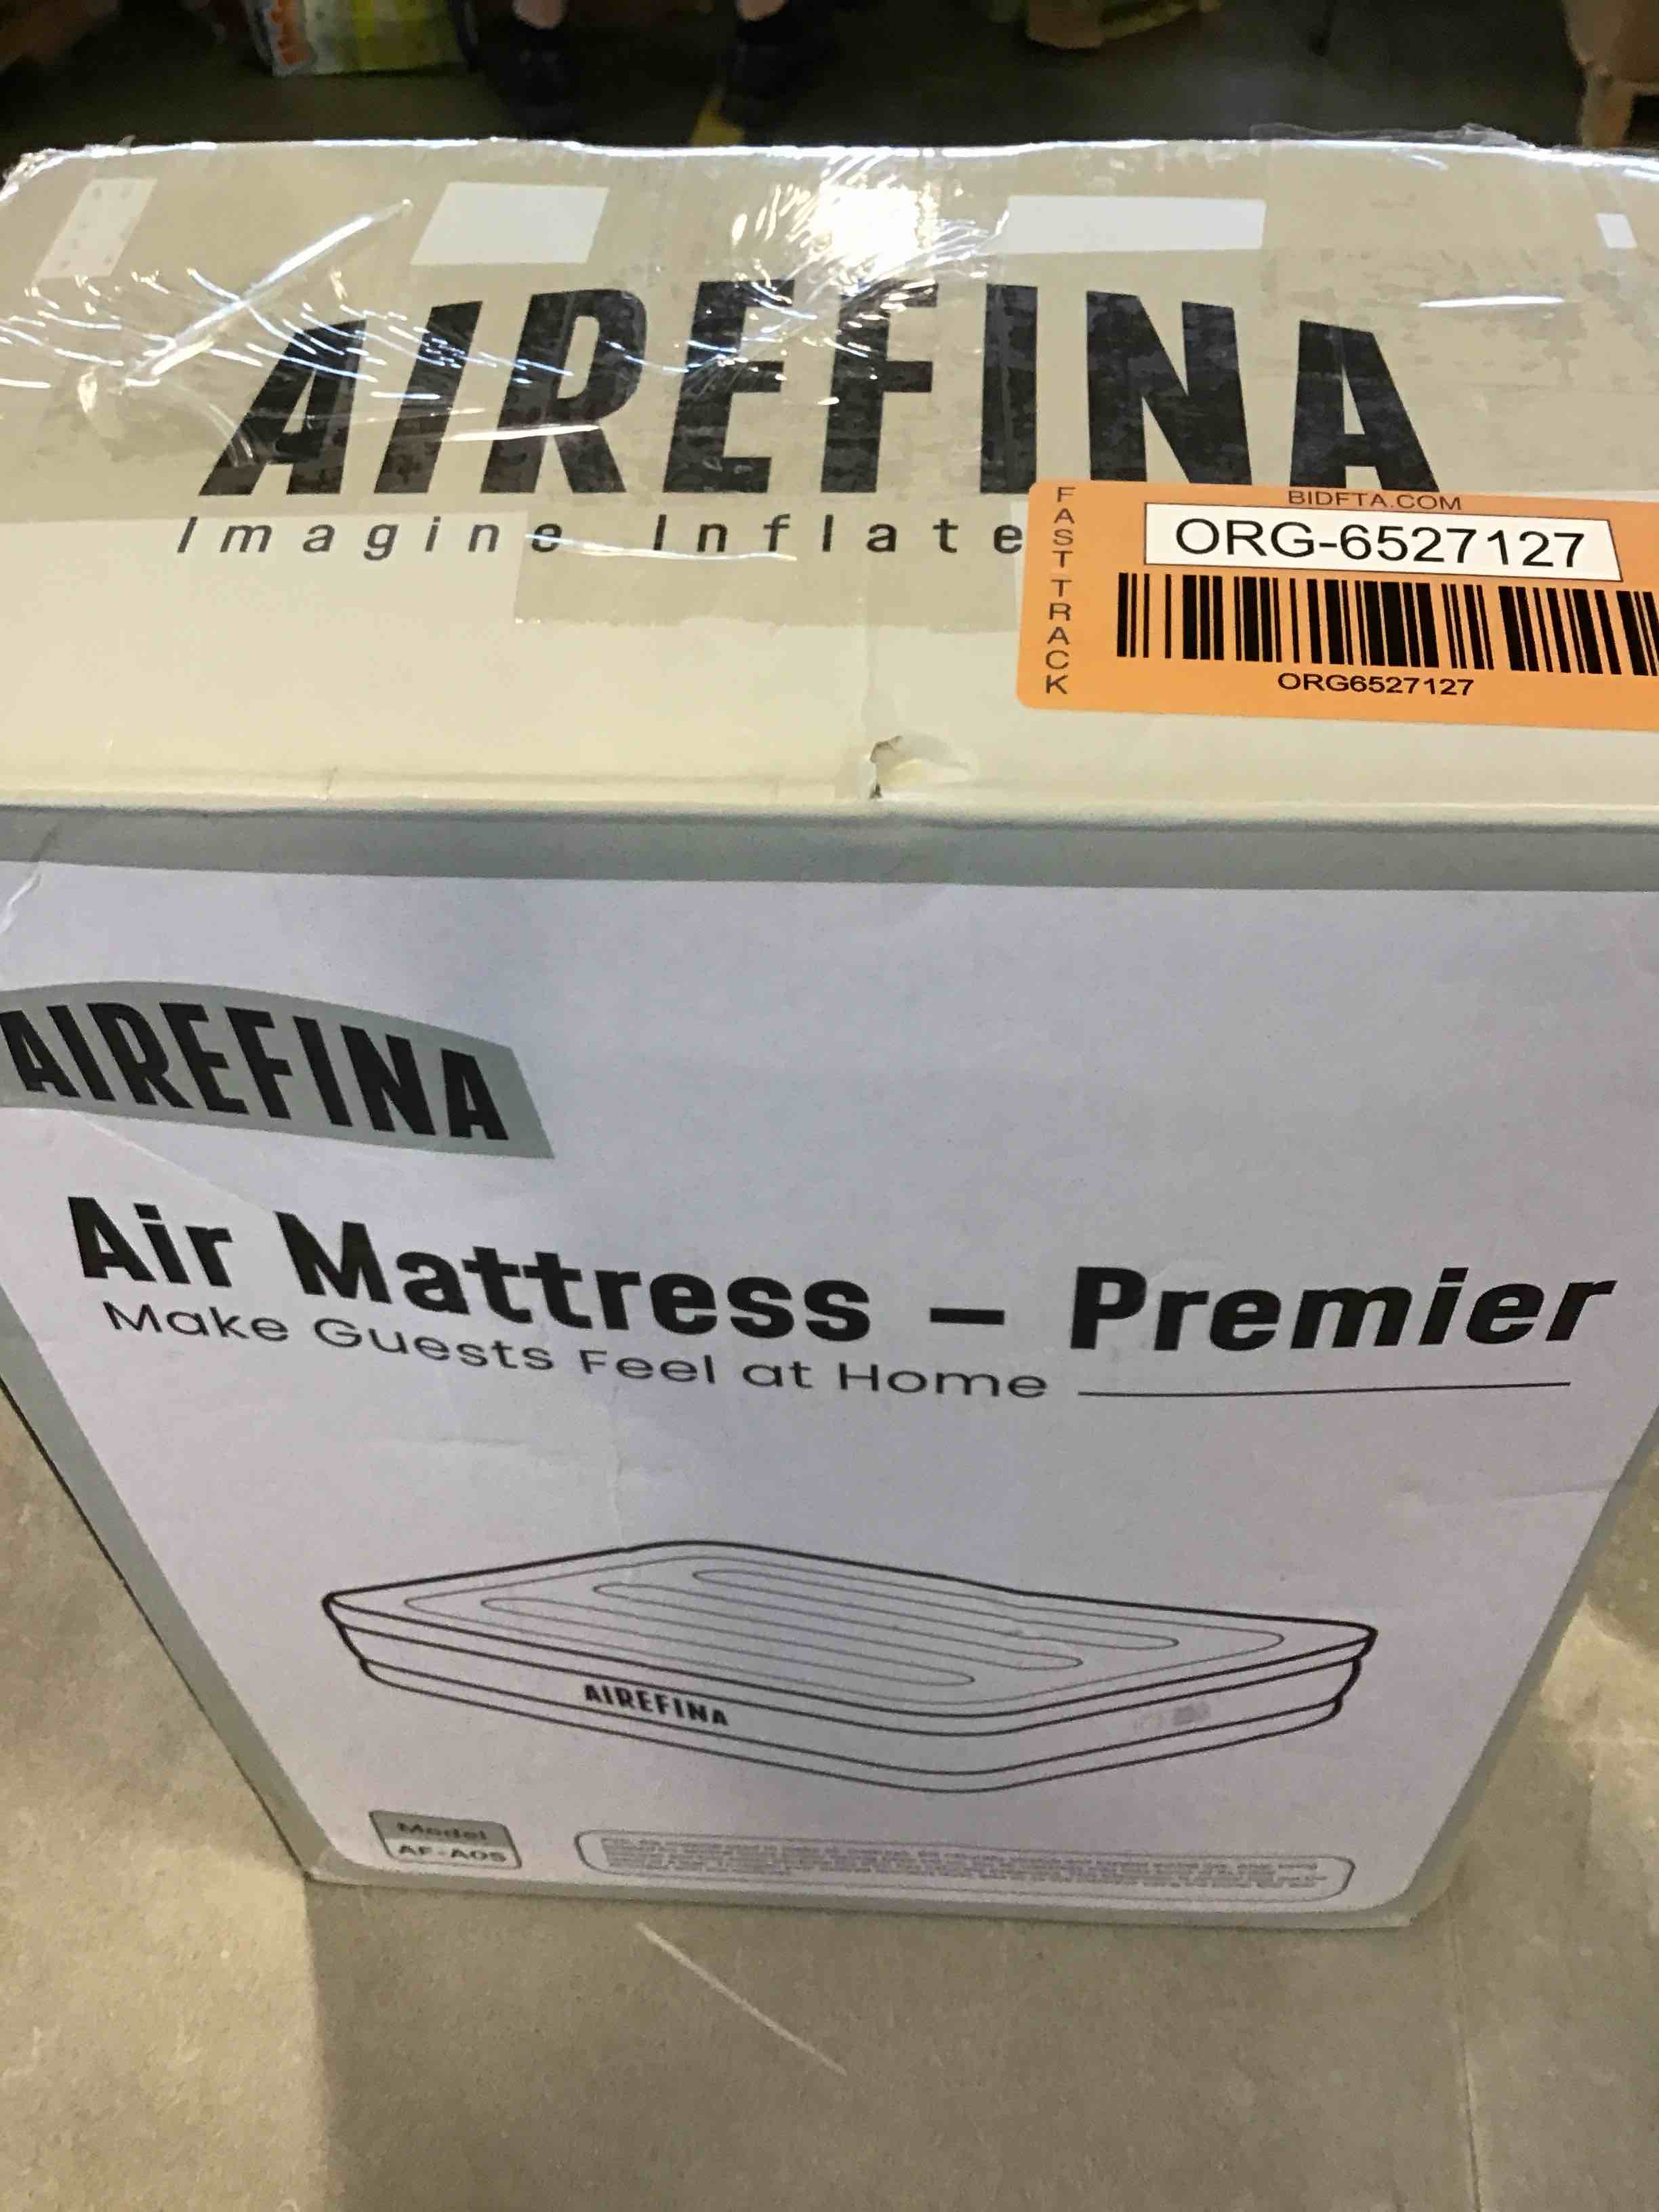 AIREFINA
Imagine Inflate
FAST TRACK
BIDFTA.COM
ORG-6527127
ORG6527127
AIREFINA
Air Mattress – Premier
Make Guests Feel at Home
AIREFINA
Model
AF-A05